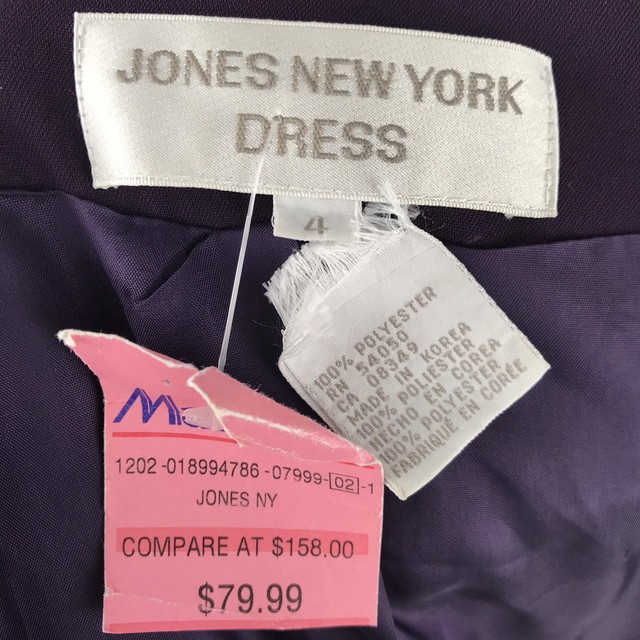 JONES NEW YORK
DRESS
4
100% POLYESTER
RN 54050
CA 08349
MADE IN KOREA
100% POLIESTER
HECHO EN COREA
100% POLYESTER
FABRIQUE EN CORÉE
1202-018994786-07999-02-1
JONES NY
COMPARE AT $158.00
$79.99